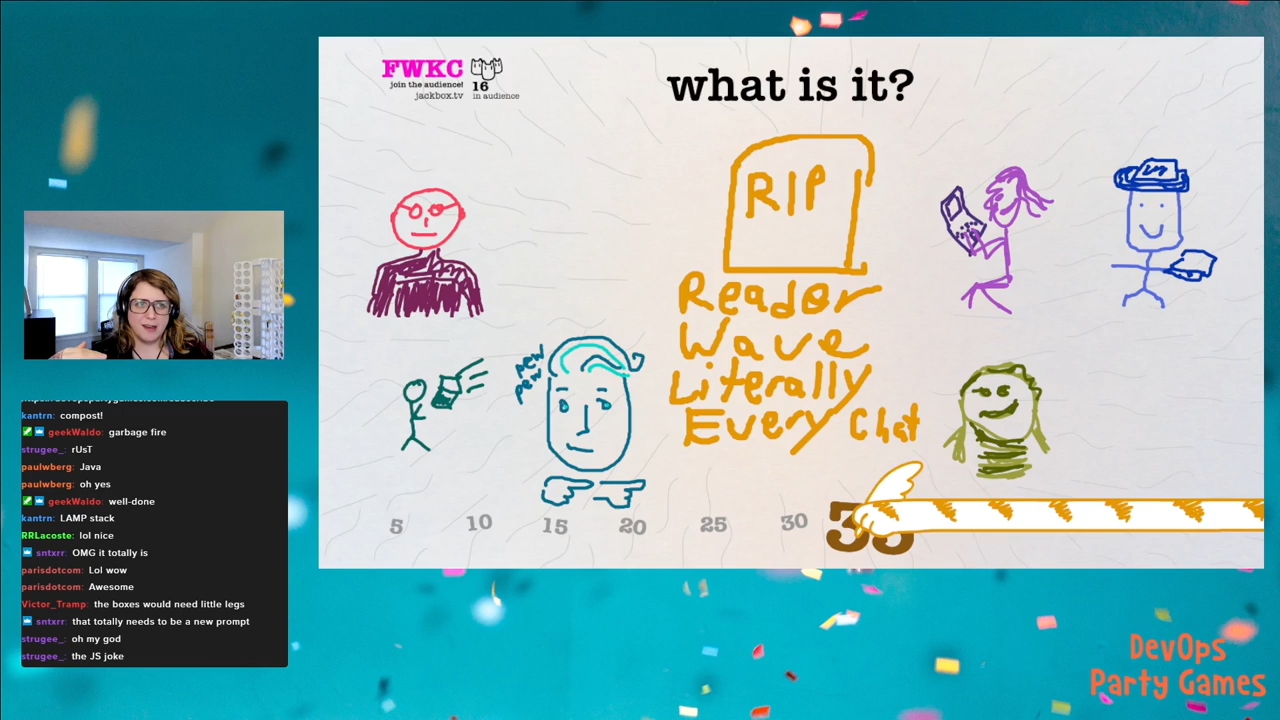 FWKC
join the audience!
jackbox.tv
16
in audience
what is it?
RIP
Reader
Wave
Literally
Every Chat
pew
pew
5 10 15 20 25 30 35
kantrn: compost!
geekWaldo: garbage fire
strugee_: rUsT
paulwberg: Java
paulwberg: oh yes
geekWaldo: well-done
kantrn: LAMP stack
RRLacoste: lol nice
sntxrr: OMG it totally is
parisdotcom: Lol wow
parisdotcom: Awesome
Victor_Tramp: the boxes would need little legs
sntxrr: that totally needs to be a new prompt
strugee_: oh my god
strugee_: the JS joke
DevOps
Party Games